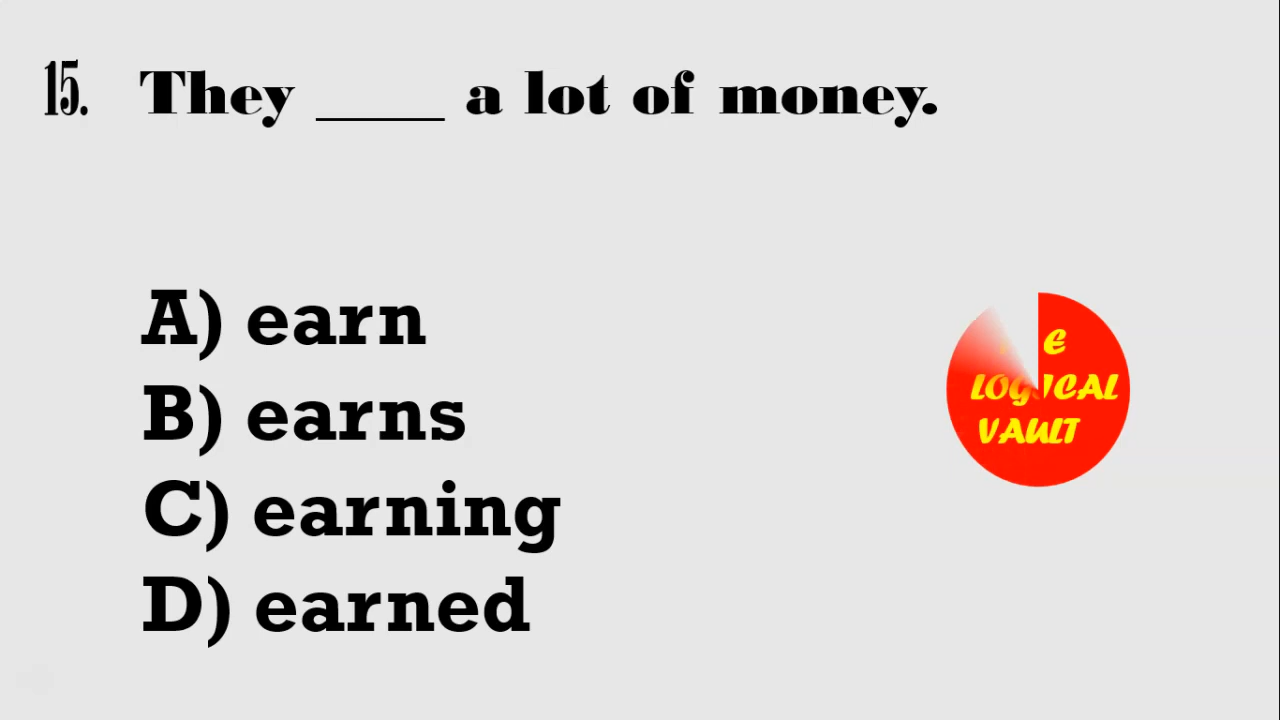 15. They ____ a lot of money.
A) earn
B) earns
C) earning
D) earned
LOGICAL
VAULT